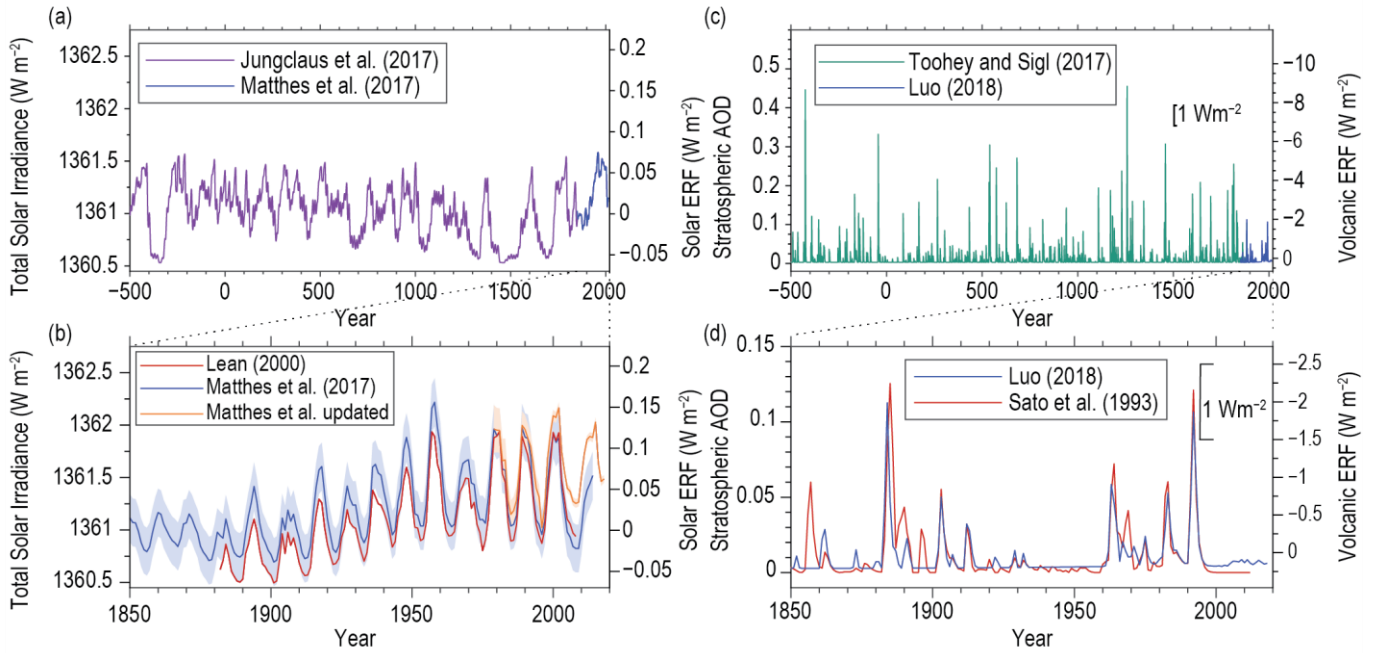 (a)
Total Solar Irradiance (W m⁻²)
1362.5
1362
1361.5
1361
1360.5
Jungclaus et al. (2017)
Matthes et al. (2017)
0.2
0.15
0.1
0.05
0
−0.05
Solar ERF (W m⁻²)
−500
0
500
1000
1500
2000
Year
(c)
Stratospheric AOD
0.5
0.4
0.3
0.2
0.1
0
Toohey and Sigl (2017)
Luo (2018)
[1 Wm⁻²
−10
−8
−6
−4
−2
0
Volcanic ERF (W m⁻²)
−500
0
500
1000
1500
2000
Year
(b)
Total Solar Irradiance (W m⁻²)
1362.5
1362
1361.5
1361
1360.5
Lean (2000)
Matthes et al. (2017)
Matthes et al. updated
0.2
0.15
0.1
0.05
0
−0.05
Solar ERF (W m⁻²)
1850
1900
1950
2000
Year
(d)
Stratospheric AOD
0.15
0.1
0.05
0
Luo (2018)
Sato et al. (1993)
1 Wm⁻²
−2.5
−2
−1.5
−1
−0.5
0
Volcanic ERF (W m⁻²)
1850
1900
1950
2000
Year